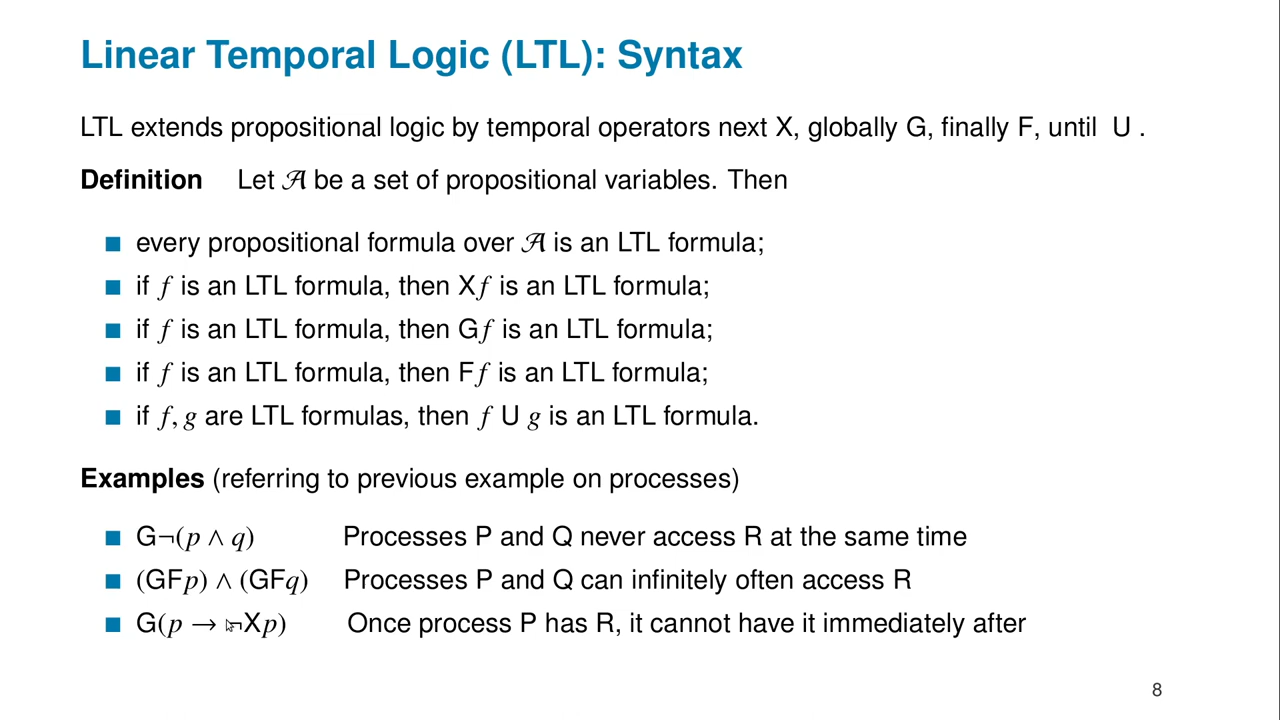 Linear Temporal Logic (LTL): Syntax
LTL extends propositional logic by temporal operators next X, globally G, finally F, until U .
Definition Let 𝒜 be a set of propositional variables. Then
■ every propositional formula over 𝒜 is an LTL formula;
■ if f is an LTL formula, then Xf is an LTL formula;
■ if f is an LTL formula, then Gf is an LTL formula;
■ if f is an LTL formula, then Ff is an LTL formula;
■ if f, g are LTL formulas, then f U g is an LTL formula.
Examples (referring to previous example on processes)
■ G¬(p ∧ q) Processes P and Q never access R at the same time
■ (GFp) ∧ (GFq) Processes P and Q can infinitely often access R
■ G(p → ¬Xp) Once process P has R, it cannot have it immediately after
8